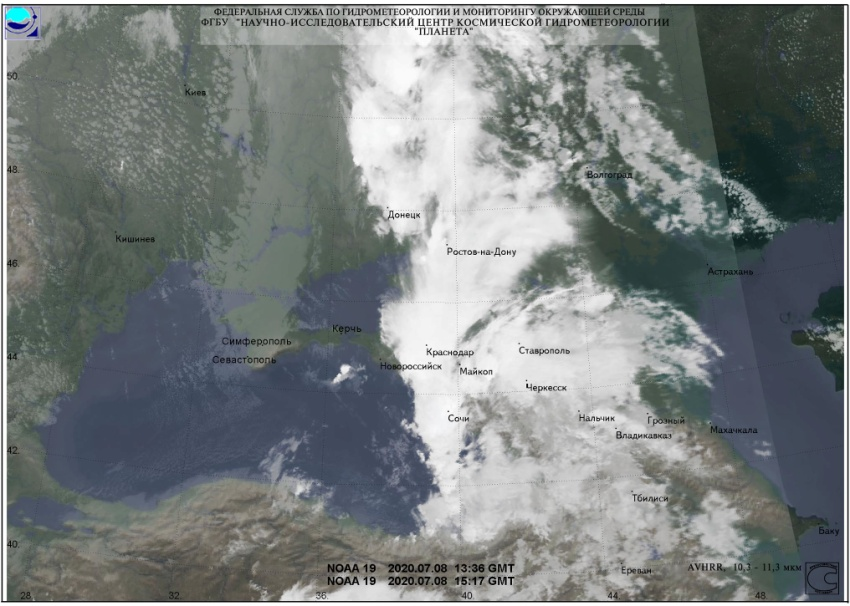 ФЕДЕРАЛЬНАЯ СЛУЖБА ПО ГИДРОМЕТЕОРОЛОГИИ И МОНИТОРИНГУ ОКРУЖАЮЩЕЙ СРЕДЫ
ФГБУ "НАУЧНО-ИССЛЕДОВАТЕЛЬСКИЙ ЦЕНТР КОСМИЧЕСКОЙ ГИДРОМЕТЕОРОЛОГИИ
"ПЛАНЕТА"
50.
Киев
48.
Волгоград
Донецк
Кишинев
Ростов-на-Дону
46.
Астрахань
Керчь
Симферополь
Краснодар
Ставрополь
44.
Севастополь
Новороссийск
Майкоп
Черкесск
Сочи
Нальчик
Грозный
Владикавказ
Махачкала
42.
Тбилиси
Баку
40.
NOAA 19 2020.07.08 13:36 GMT
Ереван
AVHRR, 10,3 - 11,3 мкм
NOAA 19 2020.07.08 15:17 GMT
28.
32.
36.
40.
44.
48.